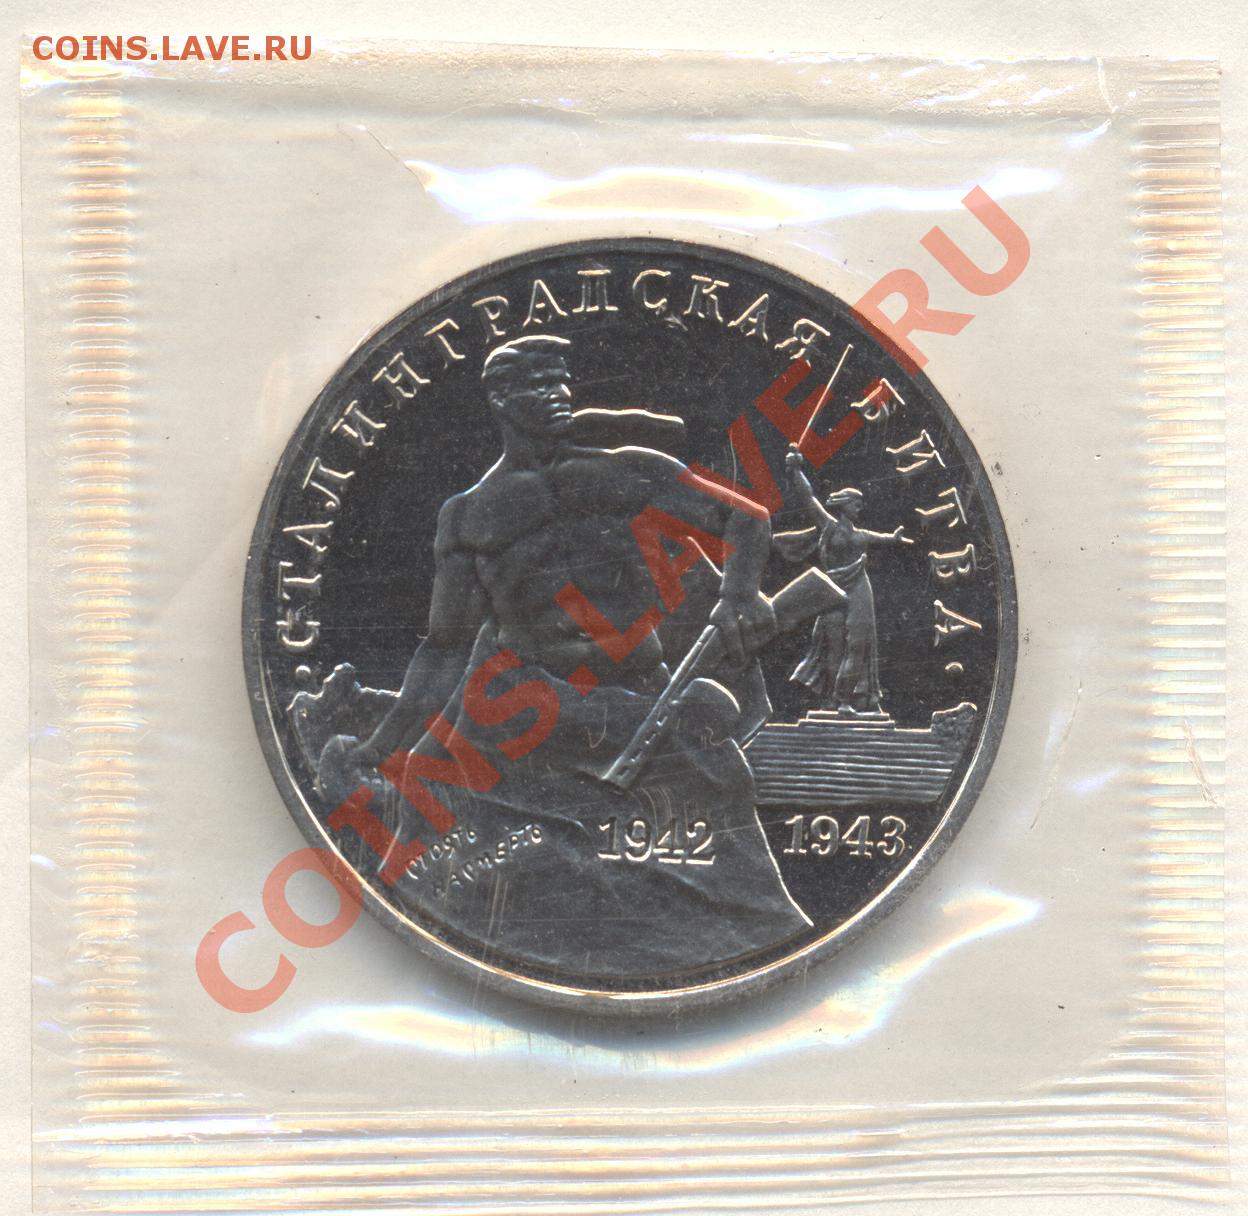 COINS.LAVE.RU
· СТАЛИНГРАДСКАЯ БИТВА ·
СТОЯТЬ
НАСМЕРТЬ
1942 1943
COINS.LAVE.RU